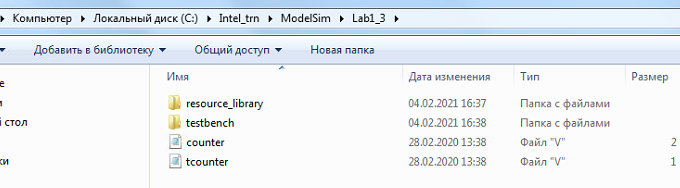 Компьютер ▸ Локальный диск (C:) ▸ Intel_trn ▸ ModelSim ▸ Lab1_3 ▸
Добавить в библиотеку ▾ Общий доступ ▾ Новая папка
Имя Дата изменения Тип Размер
е resource_library 04.02.2021 16:37 Папка с файлами
и testbench 04.02.2021 16:38 Папка с файлами
й стол counter 28.02.2020 13:38 Файл "V" 2
ки tcounter 28.02.2020 13:38 Файл "V" 1